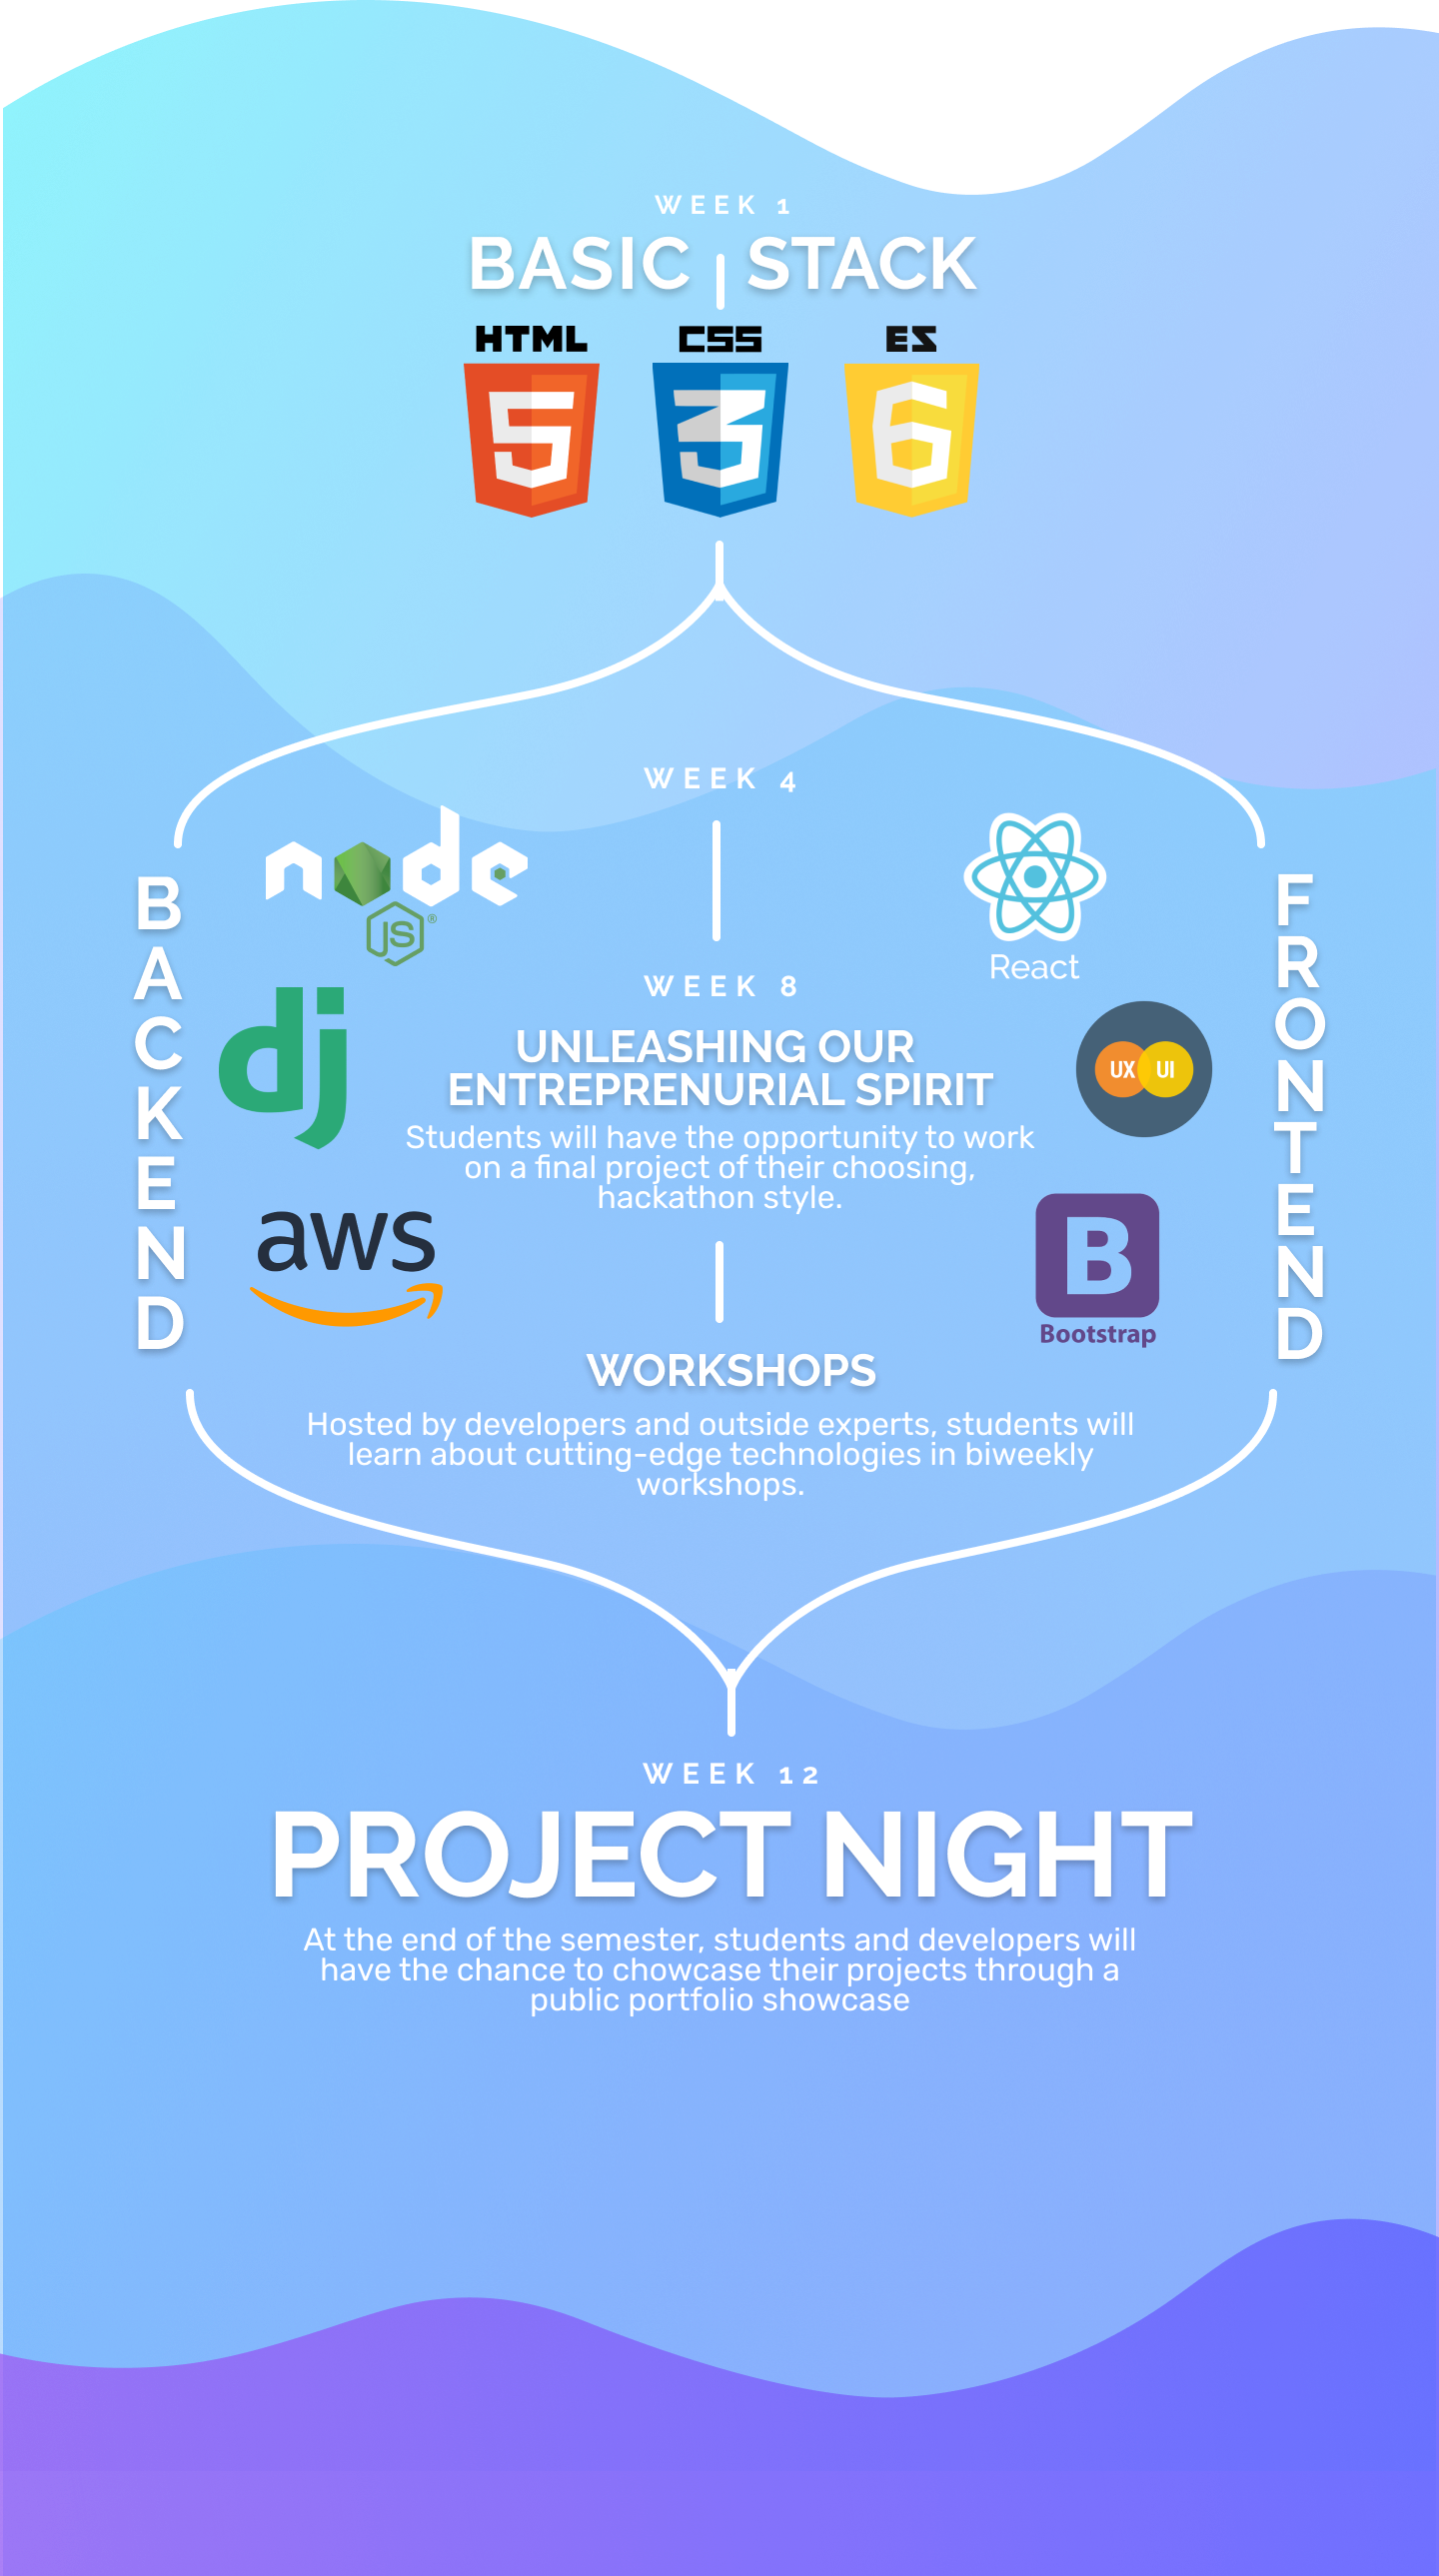 WEEK 1
BASIC STACK
HTML CSS ES
5 3 6
WEEK 4
node
JS®
React
BACKEND
FRONTEND
dj
WEEK 8
UNLEASHING OUR
ENTREPRENURIAL SPIRIT
UX UI
Students will have the opportunity to work
on a final project of their choosing,
hackathon style.
aws
B
Bootstrap
WORKSHOPS
Hosted by developers and outside experts, students will
learn about cutting-edge technologies in biweekly
workshops.
WEEK 12
PROJECT NIGHT
At the end of the semester, students and developers will
have the chance to chowcase their projects through a
public portfolio showcase